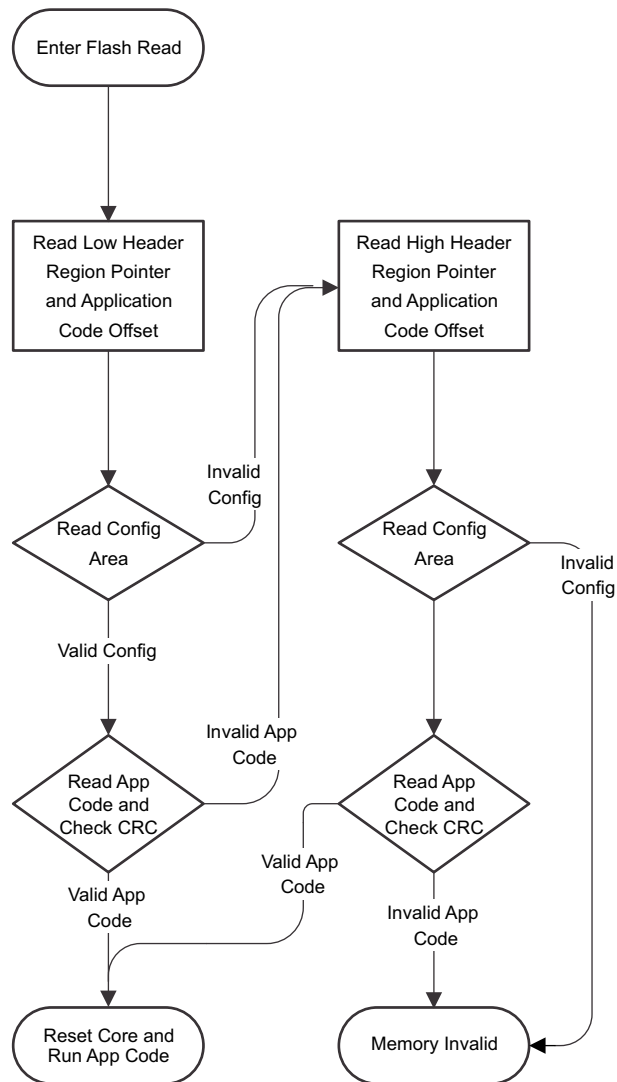 Enter Flash Read
Read Low Header
Region Pointer
and Application
Code Offset
Read High Header
Region Pointer
and Application
Code Offset
Invalid
Config
Read Config
Area
Read Config
Area
Invalid
Config
Valid Config
Invalid App
Code
Read App
Code and
Check CRC
Read App
Code and
Check CRC
Valid App
Code
Valid App
Code
Invalid App
Code
Reset Core and
Run App Code
Memory Invalid